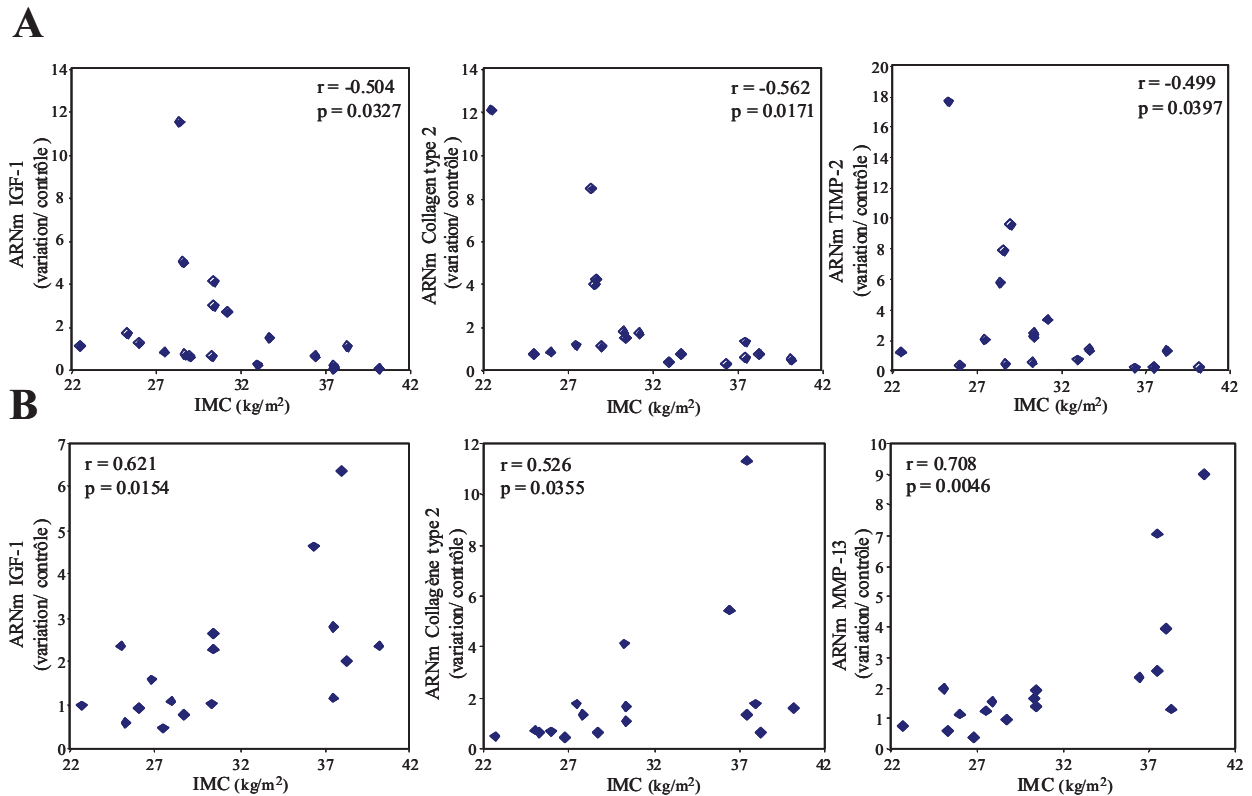 A
ARNm IGF-1
(variation/ contrôle )
14
12
10
8
6
4
2
0
22 27 32 37 42
IMC (kg/m²)
r = -0.504
p = 0.0327
ARNm Collagen type 2
(variation/ contrôle )
14
12
10
8
6
4
2
0
22 27 32 37 42
IMC (kg/m²)
r = -0.562
p = 0.0171
ARNm TIMP-2
(variation/ contrôle )
20
18
16
14
12
10
8
6
4
2
0
22 27 32 37 42
IMC (kg/m²)
r = -0.499
p = 0.0397
B
ARNm IGF-1
(variation/ contrôle )
7
6
5
4
3
2
1
0
22 27 32 37 42
IMC (kg/m²)
r = 0.621
p = 0.0154
ARNm Collagène type 2
(variation/ contrôle )
12
10
8
6
4
2
0
22 27 32 37 42
IMC (kg/m²)
r = 0.526
p = 0.0355
ARNm MMP-13
(variation/ contrôle )
10
9
8
7
6
5
4
3
2
1
0
22 27 32 37 42
IMC (kg/m²)
r = 0.708
p = 0.0046